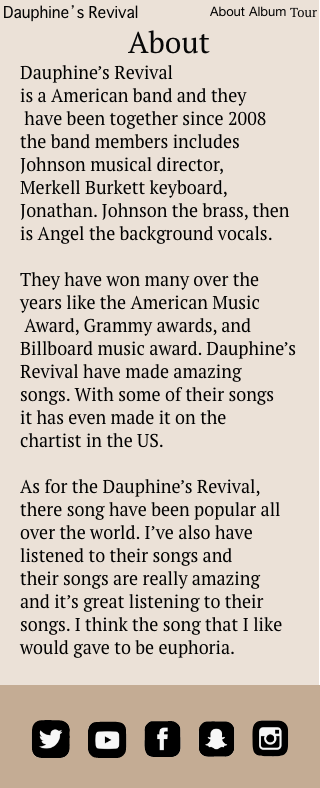 Dauphine's Revival
About Album Tour
About
Dauphine’s Revival
is a American band and they
have been together since 2008
the band members includes
Johnson musical director,
Merkell Burkett keyboard,
Jonathan. Johnson the brass, then
is Angel the background vocals.
They have won many over the
years like the American Music
Award, Grammy awards, and
Billboard music award. Dauphine’s
Revival have made amazing
songs. With some of their songs
it has even made it on the
chartist in the US.
As for the Dauphine’s Revival,
there song have been popular all
over the world. I’ve also have
listened to their songs and
their songs are really amazing
and it’s great listening to their
songs. I think the song that I like
would gave to be euphoria.